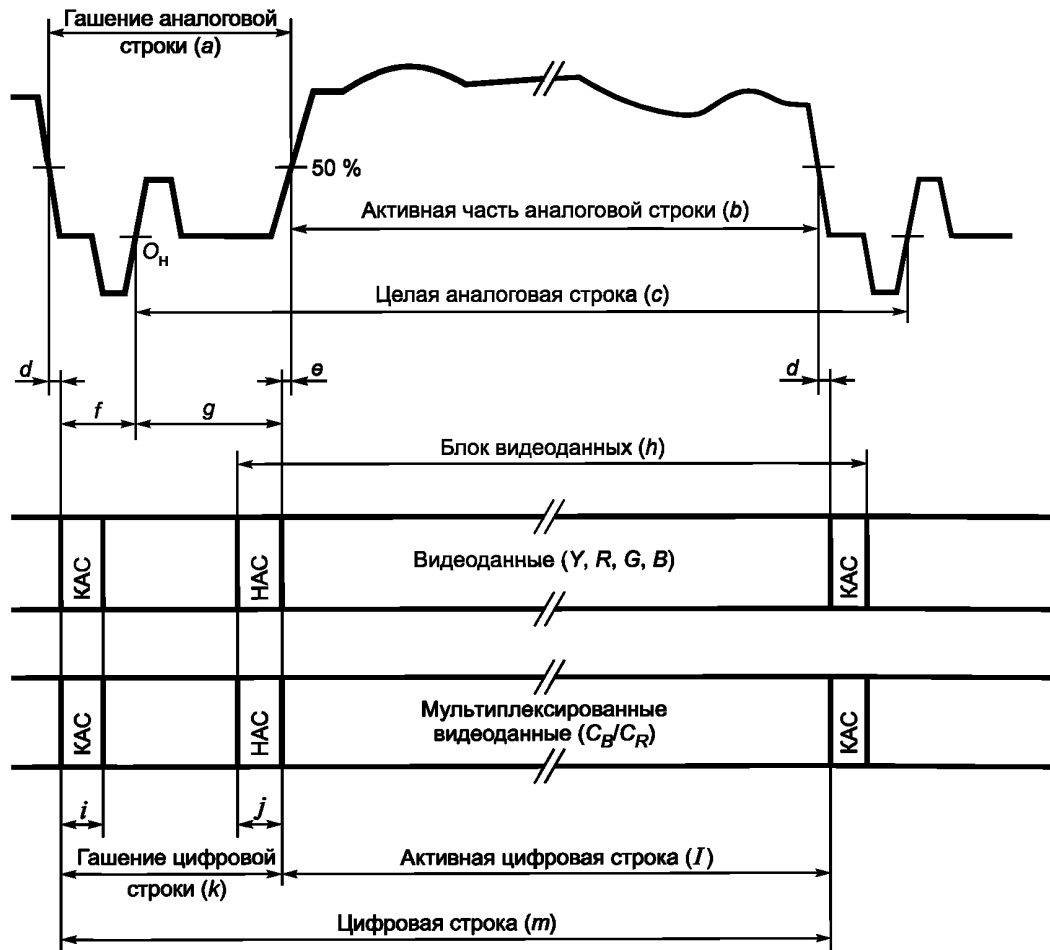 Гашение аналоговой
строки (a)
50 %
Активная часть аналоговой строки (b)
Oн
Целая аналоговая строка (c)
d
e
d
f
g
Блок видеоданных (h)
КАС
НАС
Видеоданные (Y, R, G, B)
КАС
КАС
НАС
Мультиплексированные
видеоданные (CB/CR)
КАС
i
j
Гашение цифровой
строки (k)
Активная цифровая строка (I)
Цифровая строка (m)